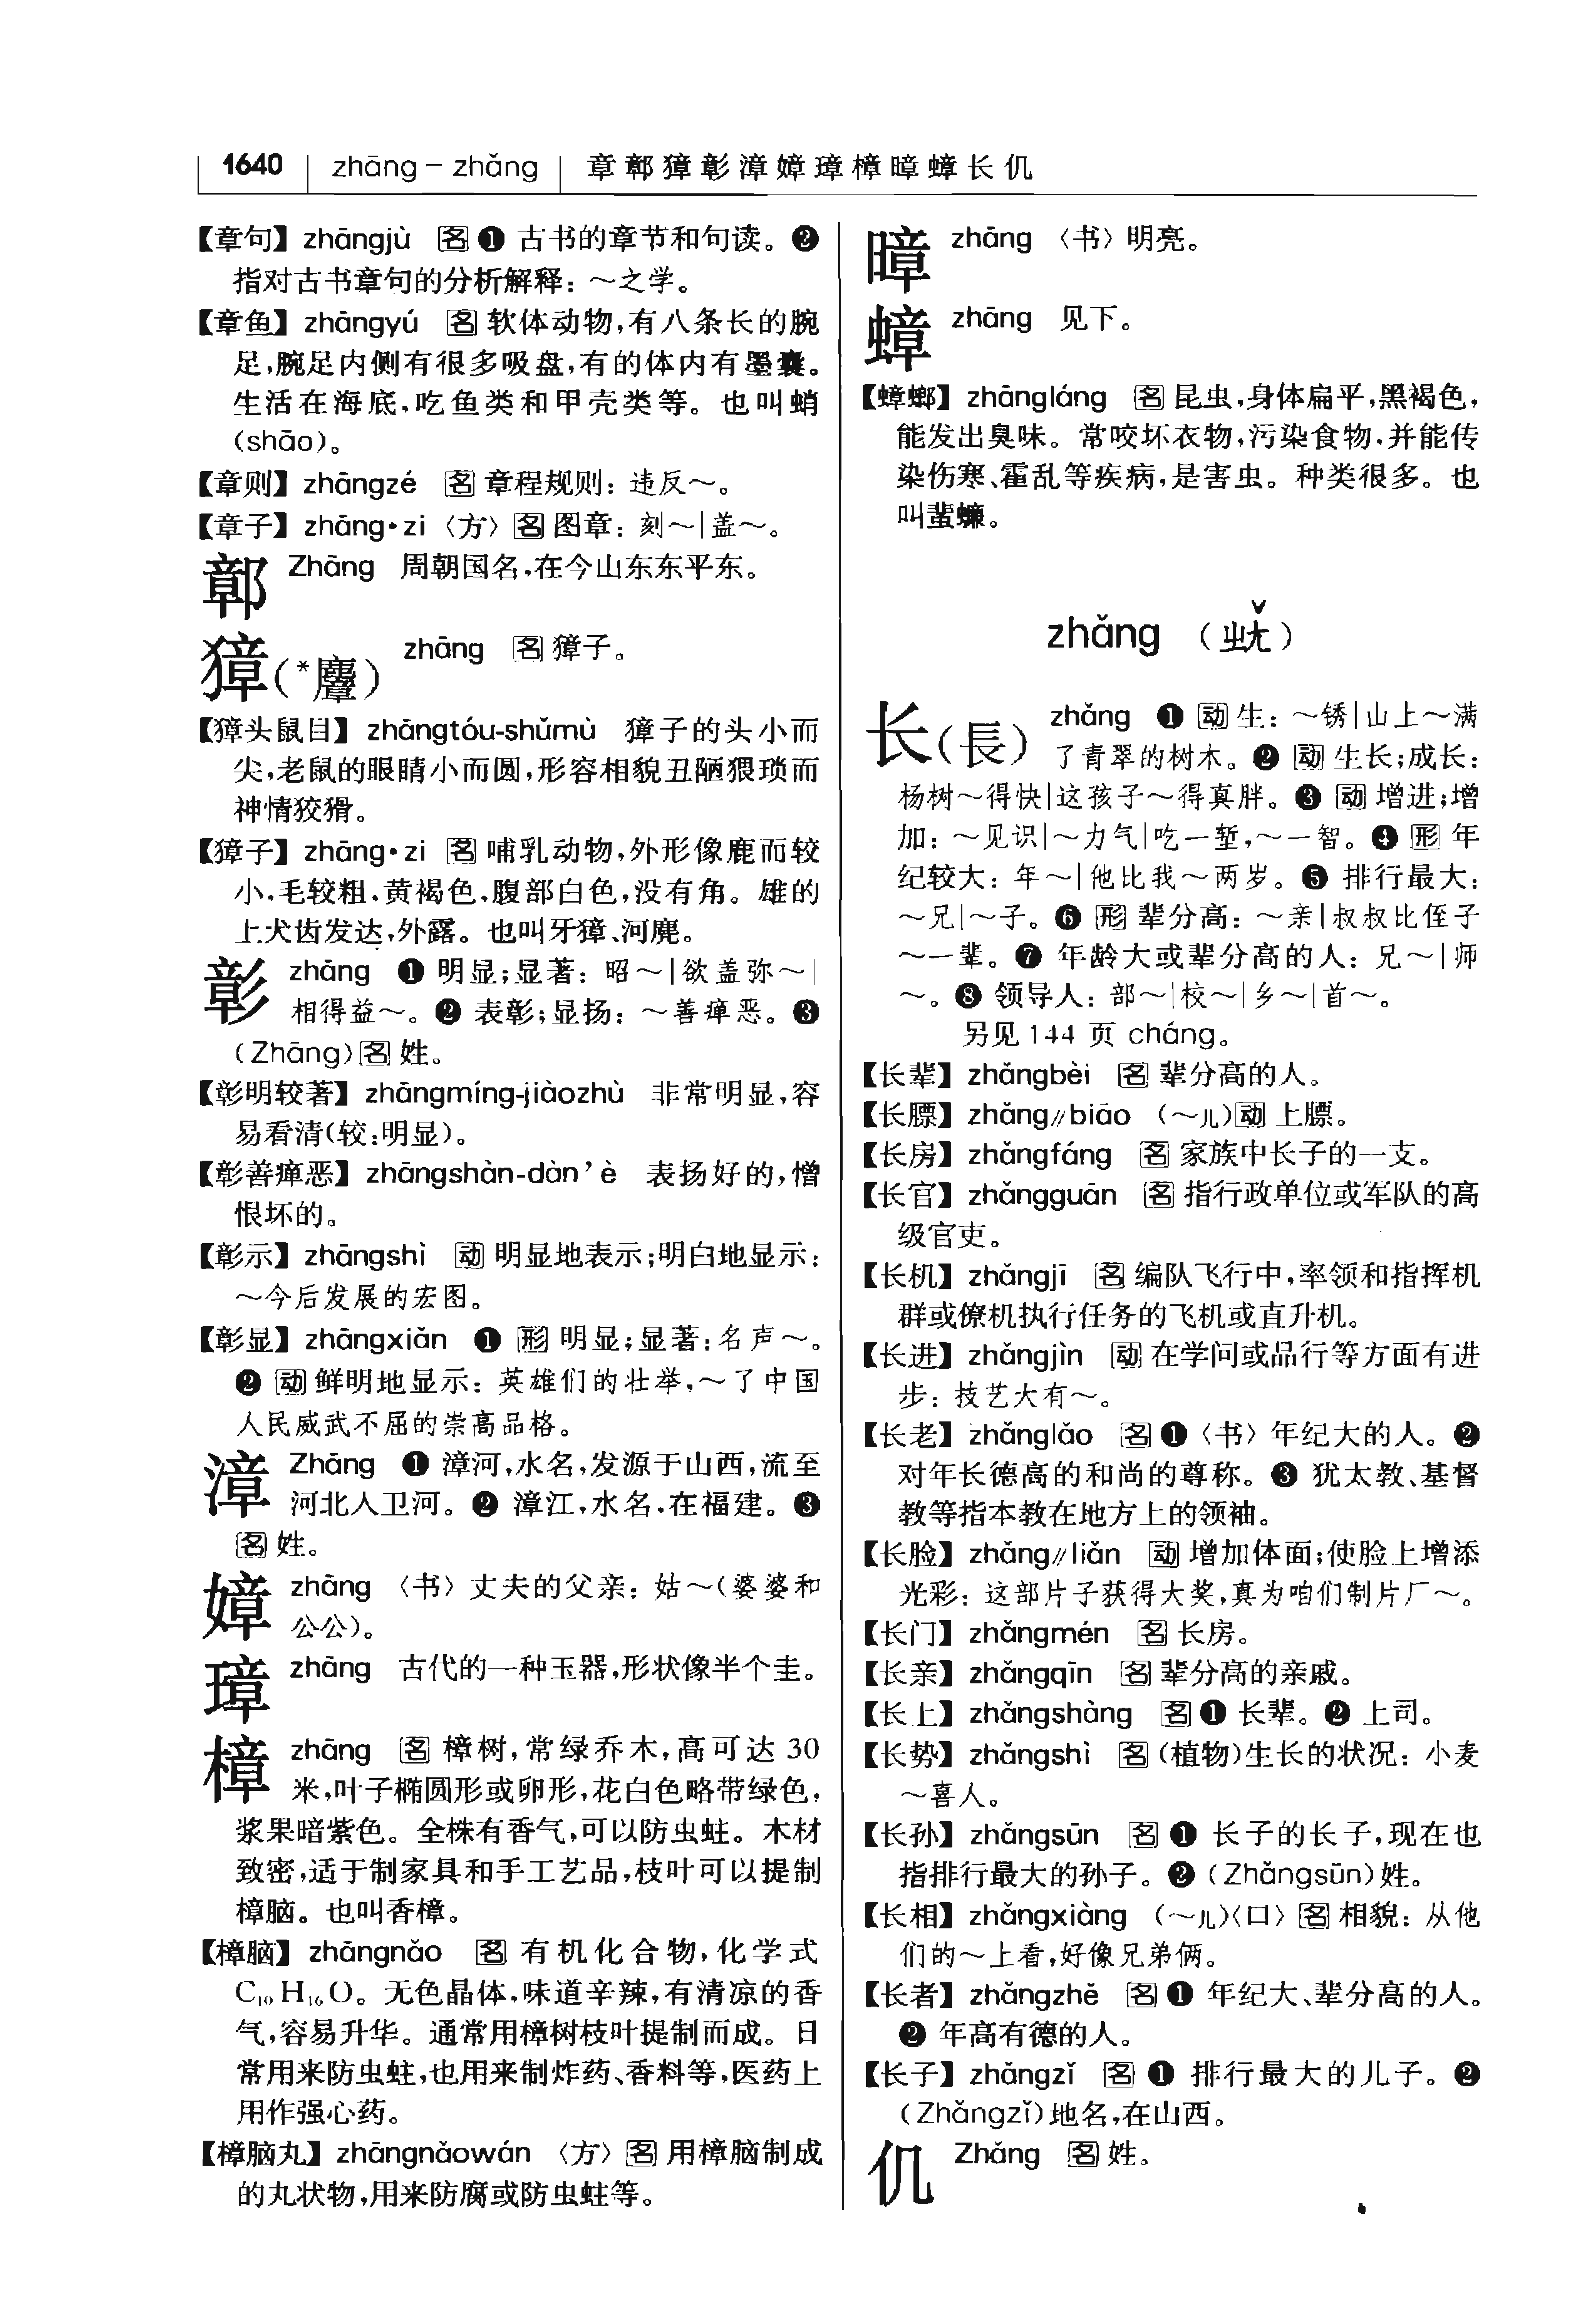 1640 zhāng – zhǎng 章鄣獐彰漳嫜璋樟暲蟑长仉
【章句】 zhāngjù 名 ❶ 古书的章节和句读。❷
指对古书章句的分析解释：～之学。
【章鱼】 zhāngyú 名 软体动物，有八条长的腕
足，腕足内侧有很多吸盘，有的体内有墨囊。
生活在海底，吃鱼类和甲壳类等。也叫蛸
(shāo)。
【章则】 zhāngzé 名 章程规则：违反～。
【章子】 zhāng•zi 〈方〉名 图章：刻～|盖～。
鄣 Zhāng 周朝国名，在今山东东平东。
獐(*麞) zhāng 名 獐子。
【獐头鼠目】 zhāngtóu-shǔmù 獐子的头小而
尖，老鼠的眼睛小而圆，形容相貌丑陋猥琐而
神情狡猾。
【獐子】 zhāng•zi 名 哺乳动物，外形像鹿而较
小，毛较粗，黄褐色，腹部白色，没有角。雄的
上犬齿发达，外露。也叫牙獐、河麂。
彰 zhāng ❶ 明显；显著：昭～|欲盖弥～|
相得益～。❷ 表彰；显扬：～善瘅恶。❸
(Zhāng)名 姓。
【彰明较著】 zhāngmíng-jiàozhù 非常明显，容
易看清(较：明显)。
【彰善瘅恶】 zhāngshàn-dàn’è 表扬好的，憎
恨坏的。
【彰示】 zhāngshì 动 明显地表示；明白地显示：
～今后发展的宏图。
【彰显】 zhāngxiǎn ❶ 形 明显；显著：名声～。
❷ 动 鲜明地显示：英雄们的壮举，～了中国
人民威武不屈的崇高品格。
漳 Zhāng ❶ 漳河，水名，发源于山西，流至
河北入卫河。❷ 漳江，水名，在福建。❸
名 姓。
嫜 zhāng 〈书〉丈夫的父亲：姑～(婆婆和
公公)。
璋 zhāng 古代的一种玉器，形状像半个圭。
樟 zhāng 名 樟树，常绿乔木，高可达 30
米，叶子椭圆形或卵形，花白色略带绿色，
浆果暗紫色。全株有香气，可以防虫蛀。木材
致密，适于制家具和手工艺品，枝叶可以提制
樟脑。也叫香樟。
【樟脑】 zhāngnǎo 名 有机化合物，化学式
C₁₀H₁₆O。无色晶体，味道辛辣，有清凉的香
气，容易升华。通常用樟树枝叶提制而成。日
常用来防虫蛀，也用来制炸药、香料等，医药上
用作强心药。
【樟脑丸】 zhāngnǎowán 〈方〉名 用樟脑制成
的丸状物，用来防腐或防虫蛀等。
暲 zhāng 〈书〉明亮。
蟑 zhāng 见下。
【蟑螂】 zhāngláng 名 昆虫，身体扁平，黑褐色，
能发出臭味。常咬坏衣物，污染食物，并能传
染伤寒、霍乱等疾病，是害虫。种类很多。也
叫蜚蠊。
zhǎng （ㄓㄤˇ）
长(長) zhǎng ❶ 动 生：～锈|山上～满
了青翠的树木。❷ 动 生长；成长：
杨树～得快|这孩子～得真胖。❸ 动 增进；增
加：～见识|～力气|吃一堑，～一智。❹ 形 年
纪较大：年～|他比我～两岁。❺ 排行最大：
～兄|～子。❻ 形 辈分高：～亲|叔叔比侄子
～一辈。❼ 年龄大或辈分高的人：兄～|师
～。❽ 领导人：部～|校～|乡～|首～。
另见 144 页 cháng。
【长辈】 zhǎngbèi 名 辈分高的人。
【长膘】 zhǎng//biāo （～儿）动 上膘。
【长房】 zhǎngfáng 名 家族中长子的一支。
【长官】 zhǎngguān 名 指行政单位或军队的高
级官吏。
【长机】 zhǎngjī 名 编队飞行中，率领和指挥机
群或僚机执行任务的飞机或直升机。
【长进】 zhǎngjìn 动 在学问或品行等方面有进
步：技艺大有～。
【长老】 zhǎnglǎo 名 ❶〈书〉年纪大的人。❷
对年长德高的和尚的尊称。❸ 犹太教、基督
教等指本教在地方上的领袖。
【长脸】 zhǎng//liǎn 动 增加体面；使脸上增添
光彩：这部片子获得大奖，真为咱们制片厂～。
【长门】 zhǎngmén 名 长房。
【长亲】 zhǎngqīn 名 辈分高的亲戚。
【长上】 zhǎngshàng 名 ❶ 长辈。❷ 上司。
【长势】 zhǎngshì 名 (植物)生长的状况：小麦
～喜人。
【长孙】 zhǎngsūn 名 ❶ 长子的长子，现在也
指排行最大的孙子。❷ (Zhǎngsūn)姓。
【长相】 zhǎngxiàng （～儿）〈口〉名 相貌：从他
们的～上看，好像兄弟俩。
【长者】 zhǎngzhě 名 ❶ 年纪大、辈分高的人。
❷ 年高有德的人。
【长子】 zhǎngzǐ 名 ❶ 排行最大的儿子。❷
(Zhǎngzǐ)地名，在山西。
仉 Zhǎng 名 姓。